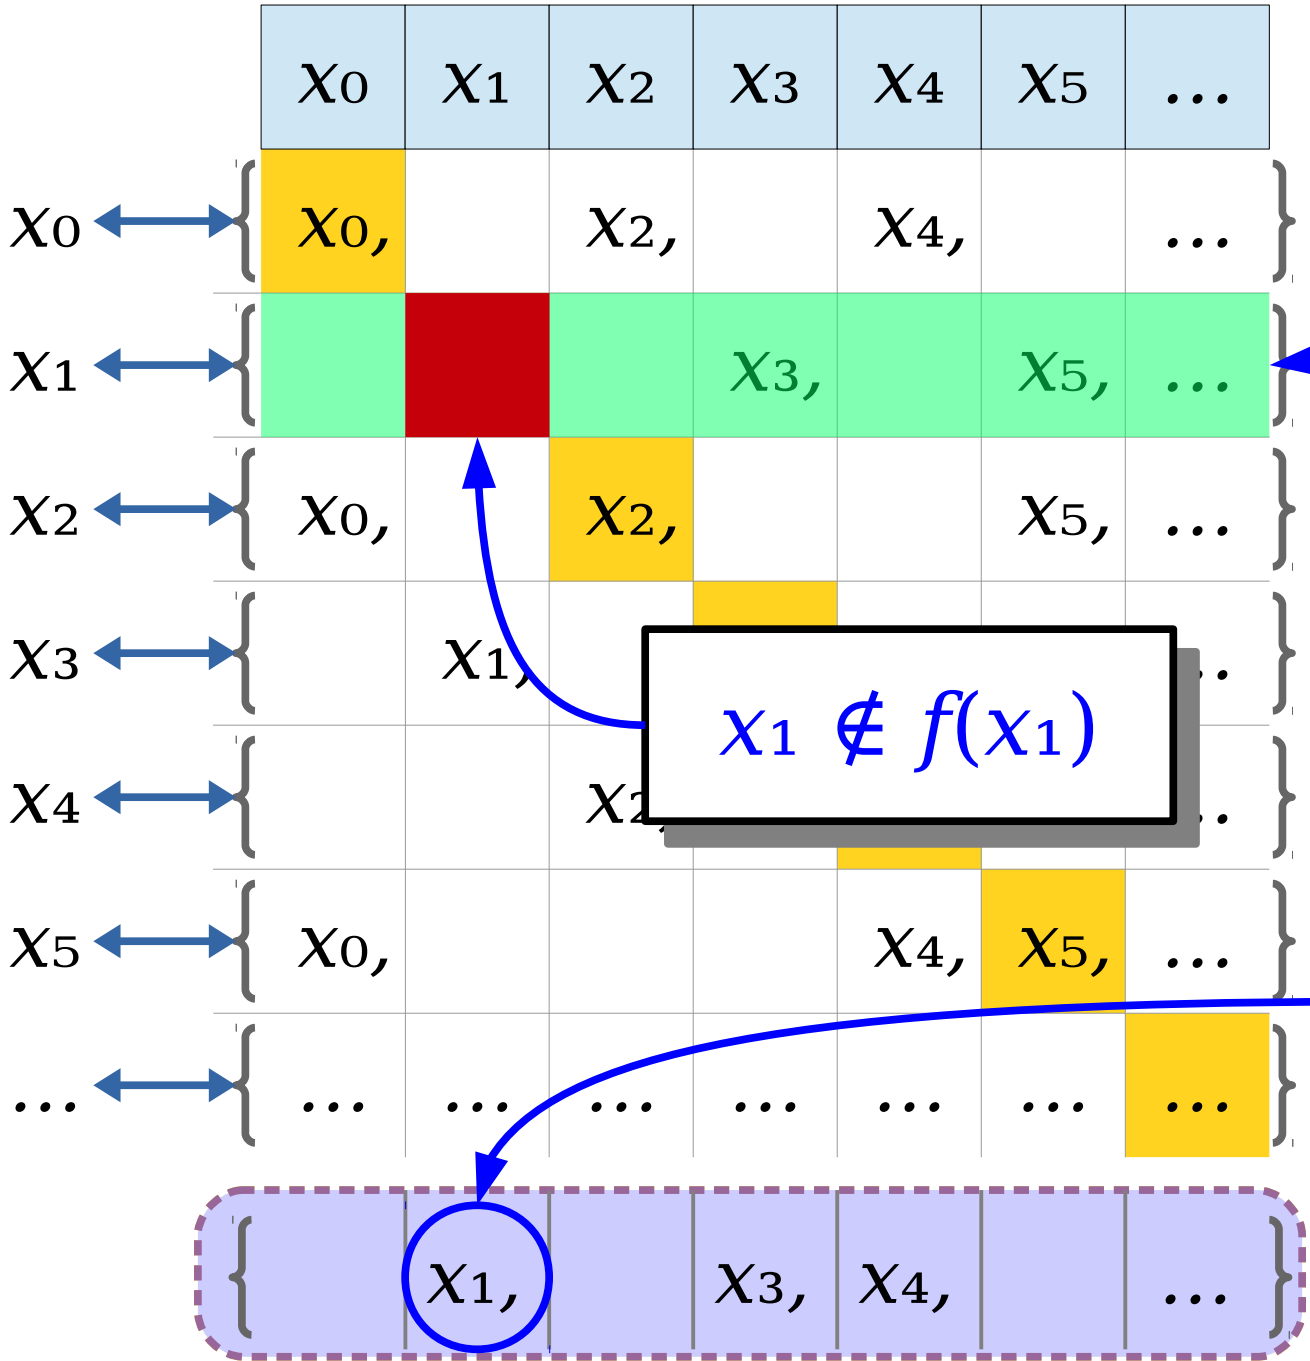 x₀ x₁ x₂ x₃ x₄ x₅ ...
x₀ { x₀, x₂, x₄, ... }
x₁ { x₃, x₅, ... }
x₂ { x₀, x₂, x₅, ... }
x₃ { x₁, }
x₁ ∉ f(x₁)
x₄ { x₂, }
x₅ { x₀, x₄, x₅, ... }
... { ... ... ... ... ... ... ... }
{ x₁, x₃, x₄, ... }